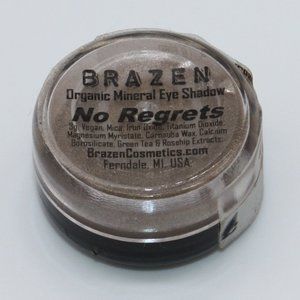 BRAZEN
Organic Mineral Eye Shadow
No Regrets
3g. Vegan. Mica, Iron Oxide, Titanium Dioxide,
Magnesium Myristate, Carnauba Wax, Calcium
Borosilicate, Green Tea & Rosehip Extracts.
BrazenCosmetics.com
Ferndale, MI. USA